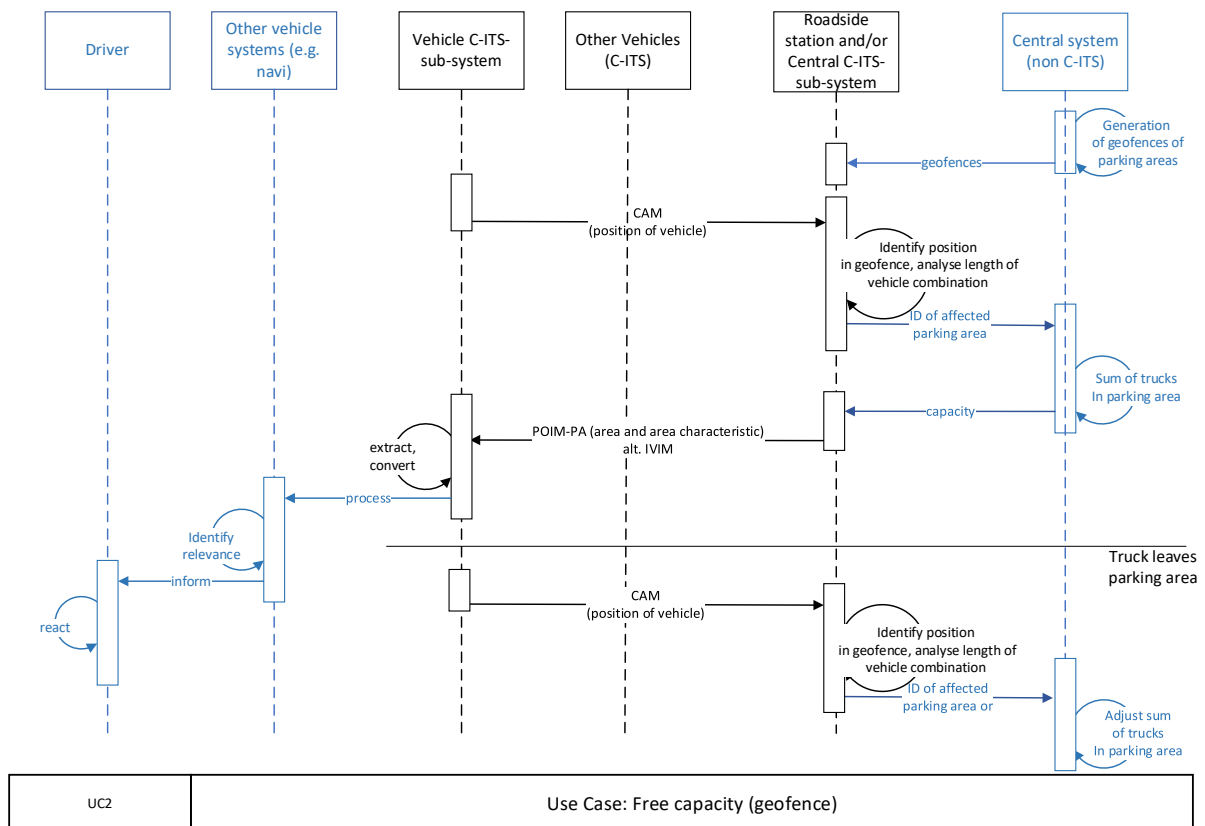 Driver
Other vehicle
systems (e.g.
navi)
Vehicle C-ITS-
sub-system
Other Vehicles
(C-ITS)
Roadside
station and/or
Central C-ITS-
sub-system
Central system
(non C-ITS)
Generation
of geofences of
parking areas
geofences
CAM
(position of vehicle)
Identify position
in geofence, analyse length of
vehicle combination
ID of affected
parking area
Sum of trucks
In parking area
capacity
POIM-PA (area and area characteristic)
alt. IVIM
extract,
convert
process
Identify
relevance
Truck leaves
parking area
inform
react
CAM
(position of vehicle)
Identify position
in geofence, analyse length of
vehicle combination
ID of affected
parking area or
Adjust sum
of trucks
In parking area
UC2
Use Case: Free capacity (geofence)